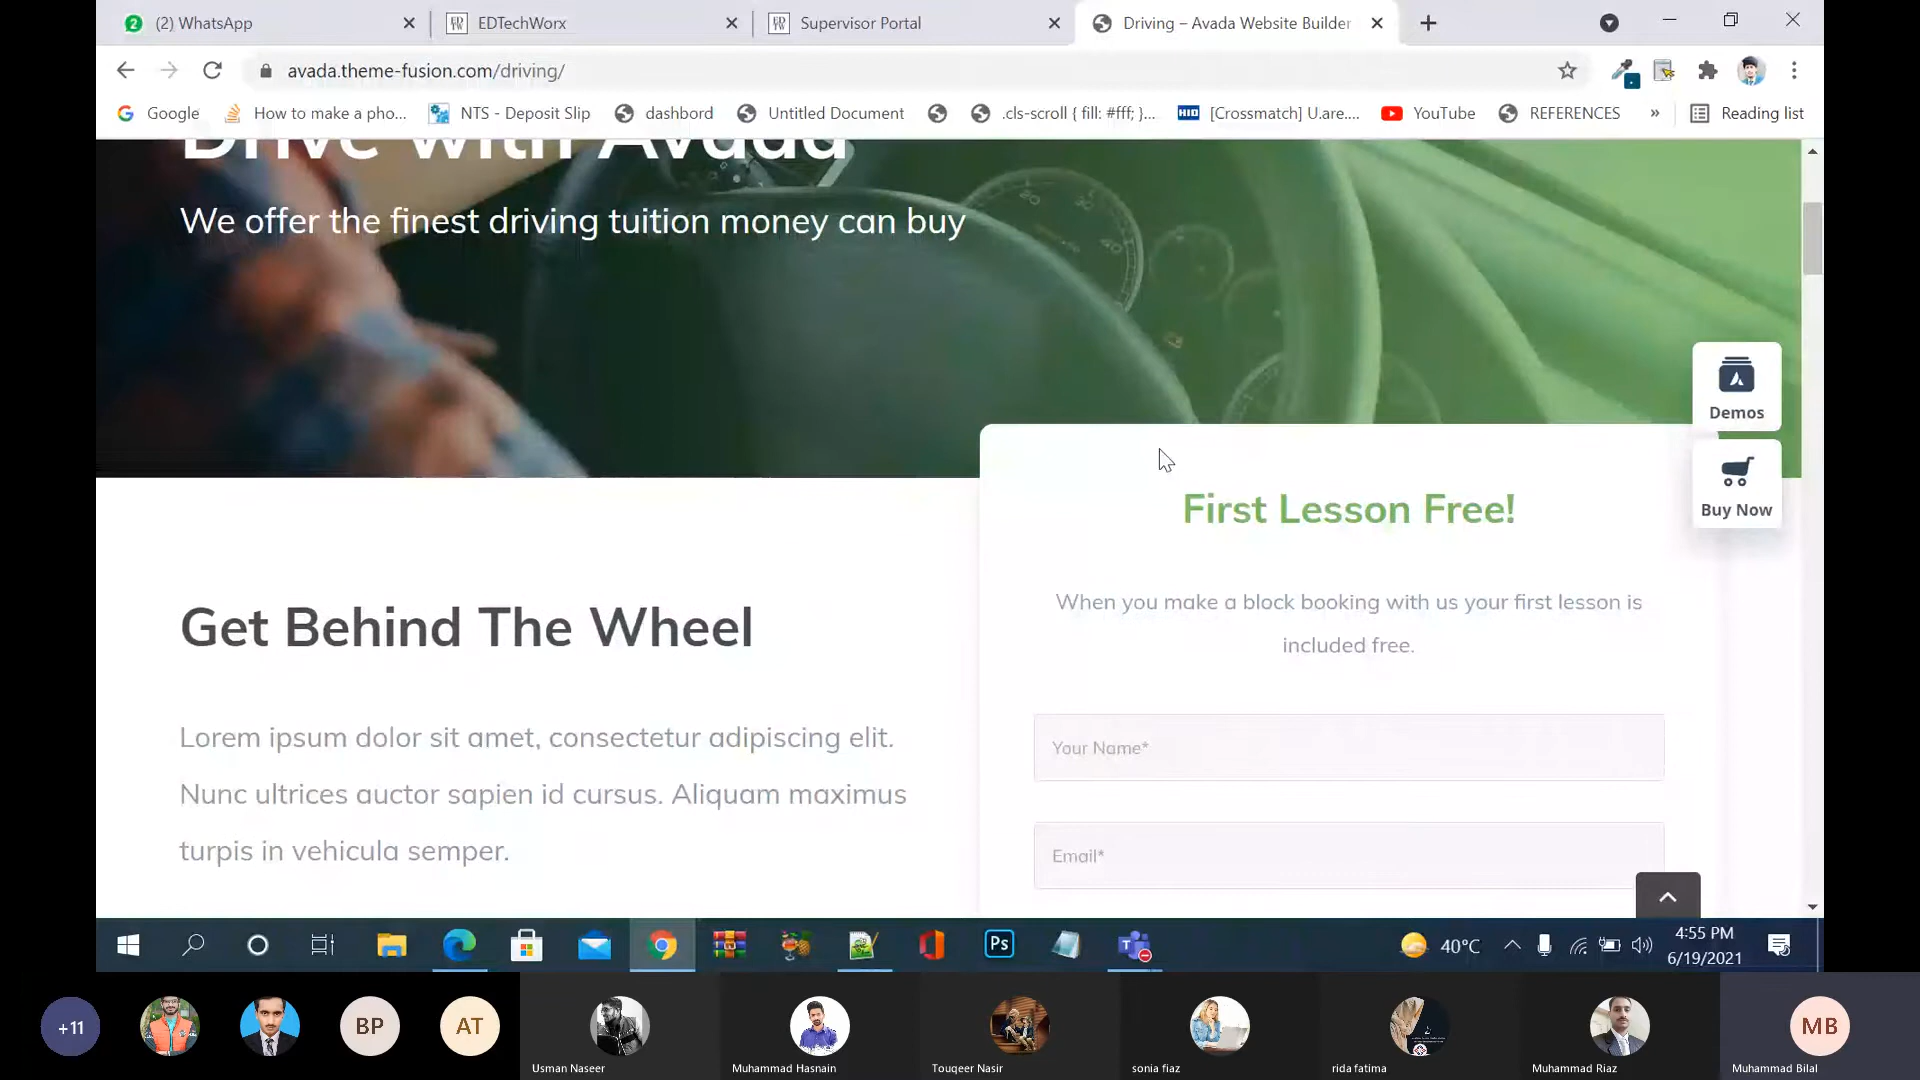 (2) WhatsApp
EDTechWorx
Supervisor Portal
Driving – Avada Website Builder
avada.theme-fusion.com/driving/
Google
How to make a pho...
NTS - Deposit Slip
dashbord
Untitled Document
.cls-scroll { fill: #fff; }...
[Crossmatch] U.are....
YouTube
REFERENCES
»
Reading list
Drive with Avada
We offer the finest driving tuition money can buy
Demos
Buy Now
First Lesson Free!
When you make a block booking with us your first lesson is
included free.
Get Behind The Wheel
Lorem ipsum dolor sit amet, consectetur adipiscing elit.
Nunc ultrices auctor sapien id cursus. Aliquam maximus
turpis in vehicula semper.
Your Name*
Email*
Ps
40°C
4:55 PM
6/19/2021
+11
BP
AT
Usman Naseer
Muhammad Hasnain
Touqeer Nasir
sonia fiaz
rida fatima
Muhammad Riaz
MB
Muhammad Bilal